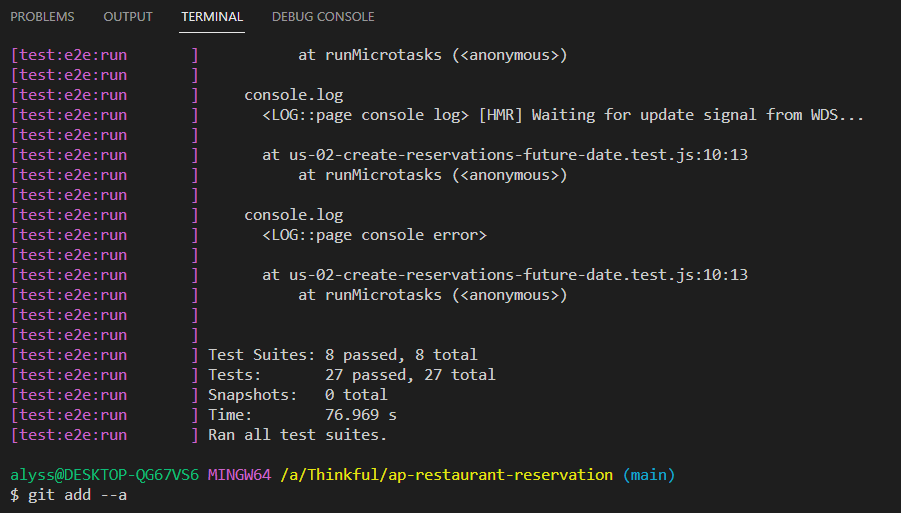 PROBLEMS OUTPUT TERMINAL DEBUG CONSOLE
[test:e2e:run       ]           at runMicrotasks (<anonymous>)
[test:e2e:run       ]
[test:e2e:run       ]     console.log
[test:e2e:run       ]       <LOG::page console log> [HMR] Waiting for update signal from WDS...
[test:e2e:run       ]
[test:e2e:run       ]       at us-02-create-reservations-future-date.test.js:10:13
[test:e2e:run       ]           at runMicrotasks (<anonymous>)
[test:e2e:run       ]
[test:e2e:run       ]     console.log
[test:e2e:run       ]       <LOG::page console error>
[test:e2e:run       ]
[test:e2e:run       ]       at us-02-create-reservations-future-date.test.js:10:13
[test:e2e:run       ]           at runMicrotasks (<anonymous>)
[test:e2e:run       ]
[test:e2e:run       ]
[test:e2e:run       ] Test Suites: 8 passed, 8 total
[test:e2e:run       ] Tests:       27 passed, 27 total
[test:e2e:run       ] Snapshots:   0 total
[test:e2e:run       ] Time:        76.969 s
[test:e2e:run       ] Ran all test suites.
alyss@DESKTOP-QG67VS6 MINGW64 /a/Thinkful/ap-restaurant-reservation (main)
$ git add --a